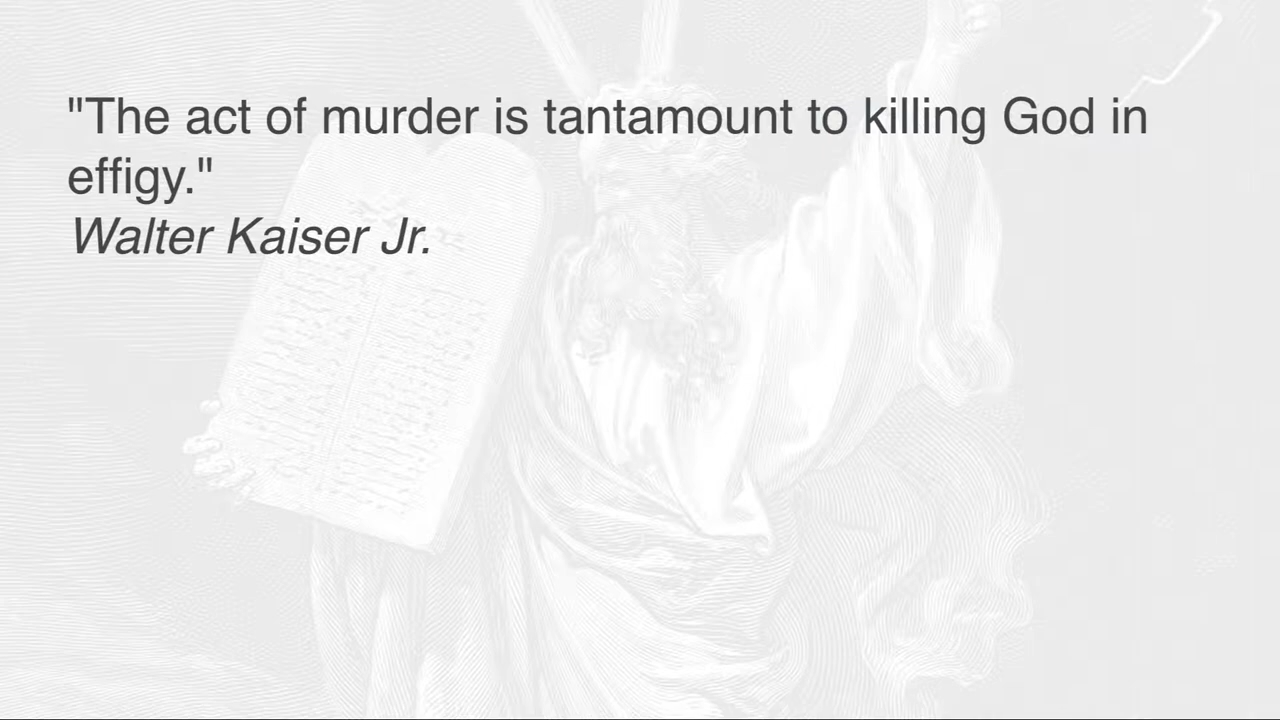 "The act of murder is tantamount to killing God in
effigy."
Walter Kaiser Jr.